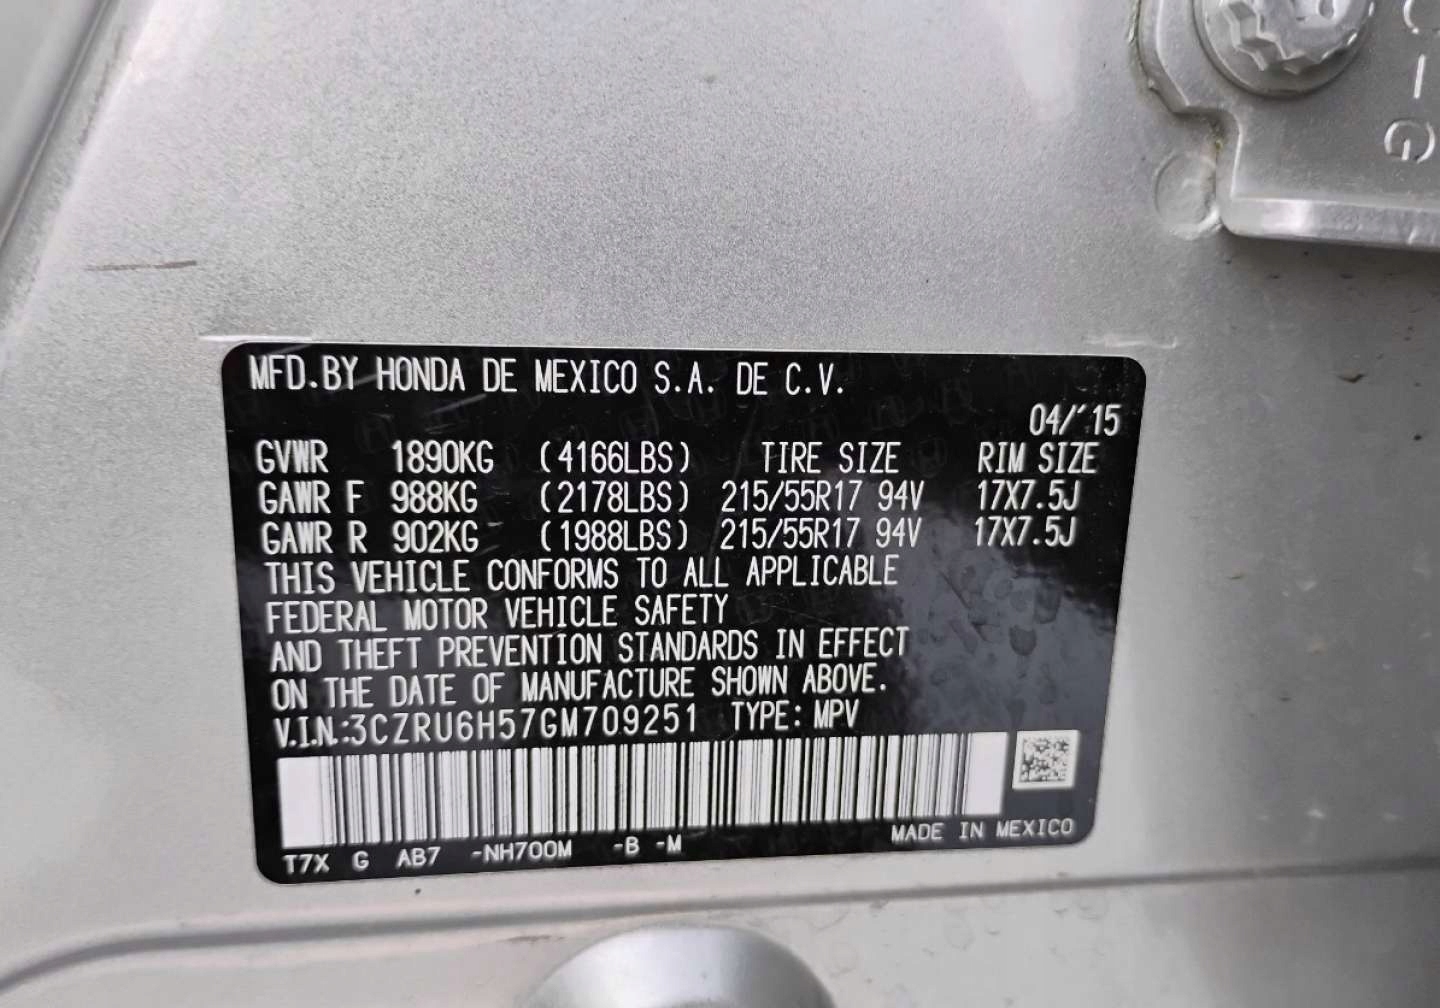 MFD.BY HONDA DE MEXICO S.A. DE C.V.
04/'15
GVWR 1890KG (4166LBS) TIRE SIZE RIM SIZE
GAWR F 988KG (2178LBS) 215/55R17 94V 17X7.5J
GAWR R 902KG (1988LBS) 215/55R17 94V 17X7.5J
THIS VEHICLE CONFORMS TO ALL APPLICABLE
FEDERAL MOTOR VEHICLE SAFETY
AND THEFT PREVENTION STANDARDS IN EFFECT
ON THE DATE OF MANUFACTURE SHOWN ABOVE.
V.I.N.:3CZRU6H57GM709251 TYPE: MPV
MADE IN MEXICO
T7X G AB7 -NH700M -B -M